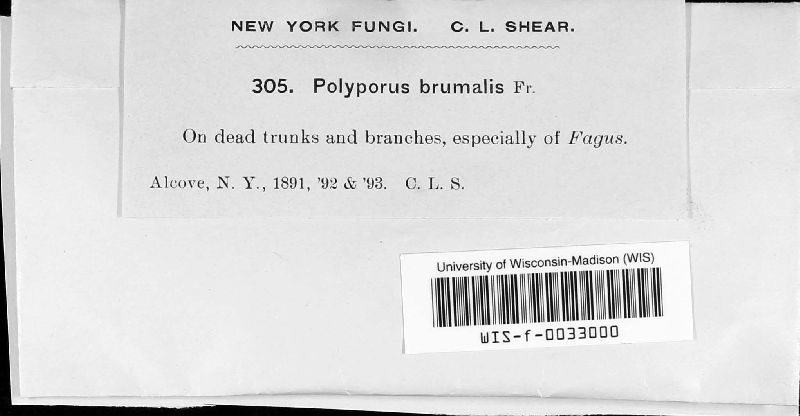 NEW YORK FUNGI. C. L. SHEAR.
305. Polyporus brumalis Fr.
On dead trunks and branches, especially of Fagus.
Alcove, N. Y., 1891, '92 & '93. C. L. S.
University of Wisconsin-Madison (WIS)
WIS-f-0033000